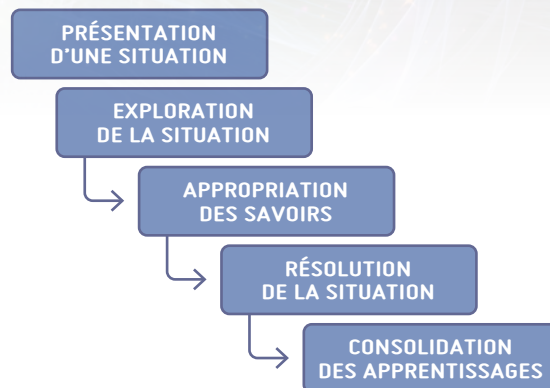 PRÉSENTATION
D'UNE SITUATION
EXPLORATION
DE LA SITUATION
APPROPRIATION
DES SAVOIRS
RÉSOLUTION
DE LA SITUATION
CONSOLIDATION
DES APPRENTISSAGES